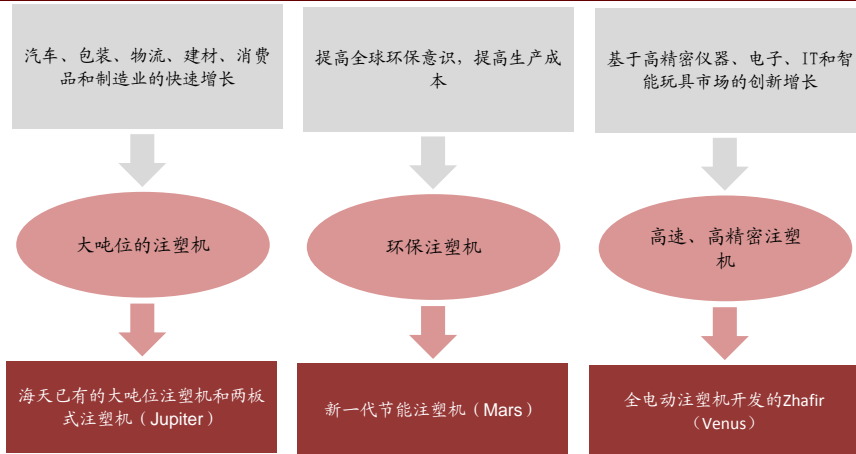 汽车、包装、物流、建材、消费
品和制造业的快速增长
提高全球环保意识，提高生产成
本
基于高精密仪器、电子、IT和智
能玩具市场的创新增长
大吨位的注塑机
环保注塑机
高速、高精密注塑
机
海天已有的大吨位注塑机和两板
式注塑机（Jupiter）
新一代节能注塑机（Mars）
全电动注塑机开发的Zhafir
（Venus）